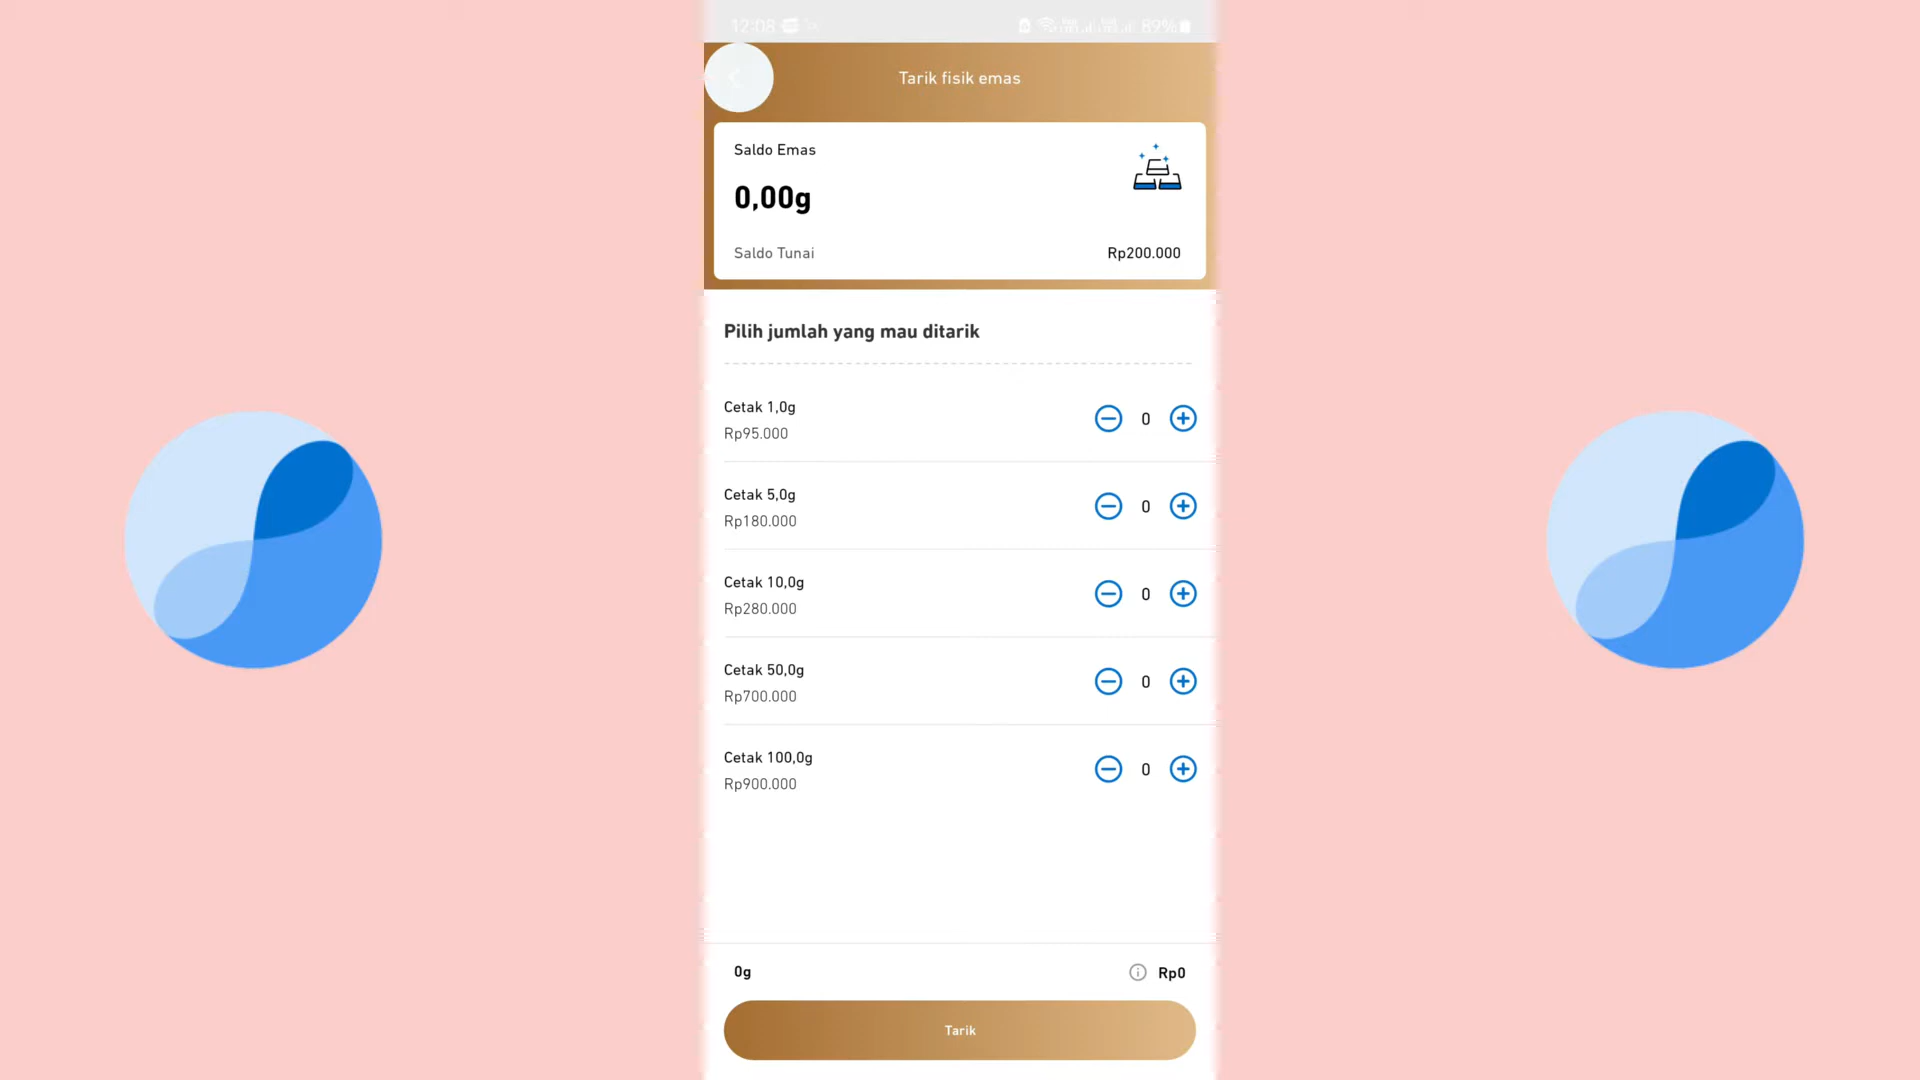 12:08
89%
Tarik fisik emas
Saldo Emas
0,00g
Saldo Tunai
Rp200.000
Pilih jumlah yang mau ditarik
Cetak 1,0g
Rp95.000
0
Cetak 5,0g
Rp180.000
0
Cetak 10,0g
Rp280.000
0
Cetak 50,0g
Rp700.000
0
Cetak 100,0g
Rp900.000
0
0g
Rp0
Tarik